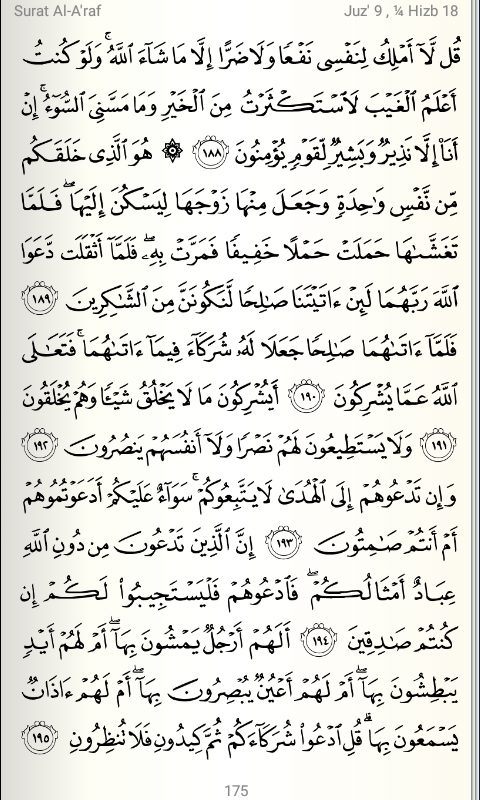 Surat Al-A'raf Juz' 9 , ¼ Hizb 18
قُل لَّآ أَمْلِكُ لِنَفْسِى نَفْعًا وَلَا ضَرًّا إِلَّا مَا شَآءَ ٱللَّهُ ۚ وَلَوْ كُنتُ
أَعْلَمُ ٱلْغَيْبَ لَٱسْتَكْثَرْتُ مِنَ ٱلْخَيْرِ وَمَا مَسَّنِىَ ٱلسُّوٓءُ ۚ إِنْ
أَنَا۠ إِلَّا نَذِيرٌ وَبَشِيرٌ لِّقَوْمٍ يُؤْمِنُونَ ١٨٨ ۞ هُوَ ٱلَّذِى خَلَقَكُم
مِّن نَّفْسٍ وَٰحِدَةٍ وَجَعَلَ مِنْهَا زَوْجَهَا لِيَسْكُنَ إِلَيْهَا ۖ فَلَمَّا
تَغَشَّىٰهَا حَمَلَتْ حَمْلًا خَفِيفًا فَمَرَّتْ بِهِۦ ۖ فَلَمَّآ أَثْقَلَت دَّعَوَا
ٱللَّهَ رَبَّهُمَا لَئِنْ ءَاتَيْتَنَا صَٰلِحًا لَّنَكُونَنَّ مِنَ ٱلشَّٰكِرِينَ ١٨٩
فَلَمَّآ ءَاتَىٰهُمَا صَٰلِحًا جَعَلَا لَهُۥ شُرَكَآءَ فِيمَآ ءَاتَىٰهُمَا ۚ فَتَعَٰلَى
ٱللَّهُ عَمَّا يُشْرِكُونَ ١٩٠ أَيُشْرِكُونَ مَا لَا يَخْلُقُ شَيْـًٔا وَهُمْ يُخْلَقُونَ
١٩١ وَلَا يَسْتَطِيعُونَ لَهُمْ نَصْرًا وَلَآ أَنفُسَهُمْ يَنصُرُونَ ١٩٢
وَإِن تَدْعُوهُمْ إِلَى ٱلْهُدَىٰ لَا يَتَّبِعُوكُمْ ۚ سَوَآءٌ عَلَيْكُمْ أَدَعَوْتُمُوهُمْ
أَمْ أَنتُمْ صَٰمِتُونَ ١٩٣ إِنَّ ٱلَّذِينَ تَدْعُونَ مِن دُونِ ٱللَّهِ
عِبَادٌ أَمْثَالُكُمْ ۖ فَٱدْعُوهُمْ فَلْيَسْتَجِيبُوا۟ لَكُمْ إِن
كُنتُمْ صَٰدِقِينَ ١٩٤ أَلَهُمْ أَرْجُلٌ يَمْشُونَ بِهَآ ۖ أَمْ لَهُمْ أَيْدٍ
يَبْطِشُونَ بِهَآ ۖ أَمْ لَهُمْ أَعْيُنٌ يُبْصِرُونَ بِهَآ ۖ أَمْ لَهُمْ ءَاذَانٌ
يَسْمَعُونَ بِهَا ۗ قُلِ ٱدْعُوا۟ شُرَكَآءَكُمْ ثُمَّ كِيدُونِ فَلَا تُنظِرُونِ ١٩٥
175